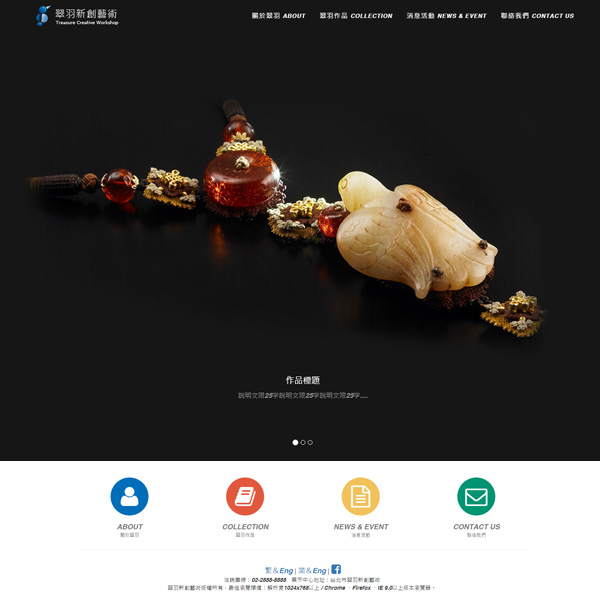 翠羽新創藝術
Treasure Creative Workshop
關於翠羽 ABOUT 翠羽作品 COLLECTION 消息活動 NEWS & EVENT 聯絡我們 CONTACT US
作品標題
說明文限25字說明文限25字說明文限25字......
ABOUT
關於翠羽
COLLECTION
翠羽作品
NEWS & EVENT
消息活動
CONTACT US
聯絡我們
繁&Eng | 简&Eng |
洽詢專線:02-2888-8888 展示中心地址:台北市翠羽新創藝術
翠羽新創藝術版權所有。最佳瀏覽環境:解析度1024x768以上 / Chrome、Firefox、IE 9.0以上版本瀏覽器。